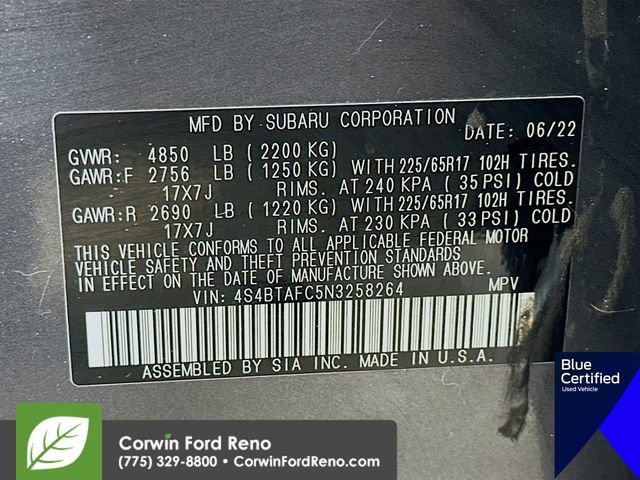 MFD BY SUBARU CORPORATION
DATE: 06/22
GVWR: 4850 LB ( 2200 KG)
GAWR:F 2756 LB ( 1250 KG) WITH 225/65R17 102H TIRES.
17X7J RIMS. AT 240 KPA ( 35 PSI) COLD
GAWR:R 2690 LB ( 1220 KG) WITH 225/65R17 102H TIRES.
17X7J RIMS. AT 230 KPA ( 33 PSI) COLD
THIS VEHICLE CONFORMS TO ALL APPLICABLE FEDERAL MOTOR
VEHICLE SAFETY AND THEFT PREVENTION STANDARDS
IN EFFECT ON THE DATE OF MANUFACTURE SHOWN ABOVE.
VIN: 4S4BTAFC5N3258264 MPV
ASSEMBLED BY SIA INC. MADE IN U.S.A.
Blue
Certified
Used Vehicle
Corwin Ford Reno
(775) 329-8800 • CorwinFordReno.com